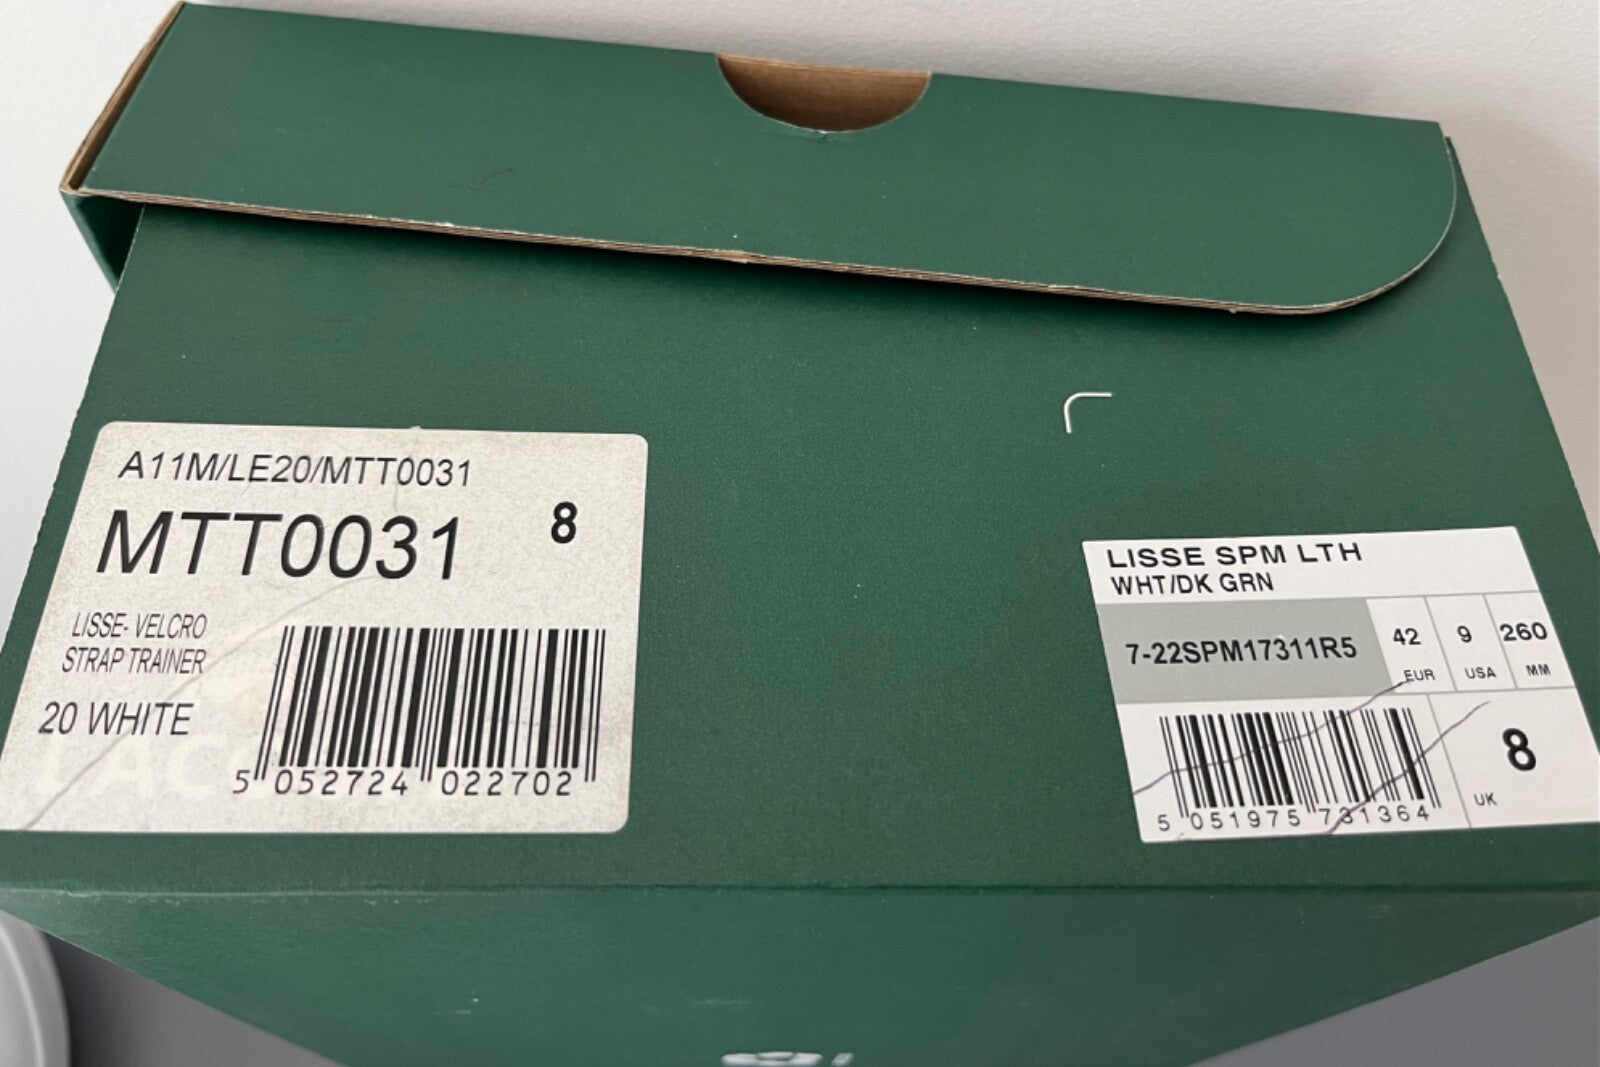 A11M/LE20/MTT0031
MTT0031
8
LISSE- VELCRO
STRAP TRAINER
20 WHITE
5 052724 022702
LISSE SPM LTH
WHT/DK GRN
7-22SPM17311R5
42
EUR
9
USA
260
MM
8
UK
5 051975 731364